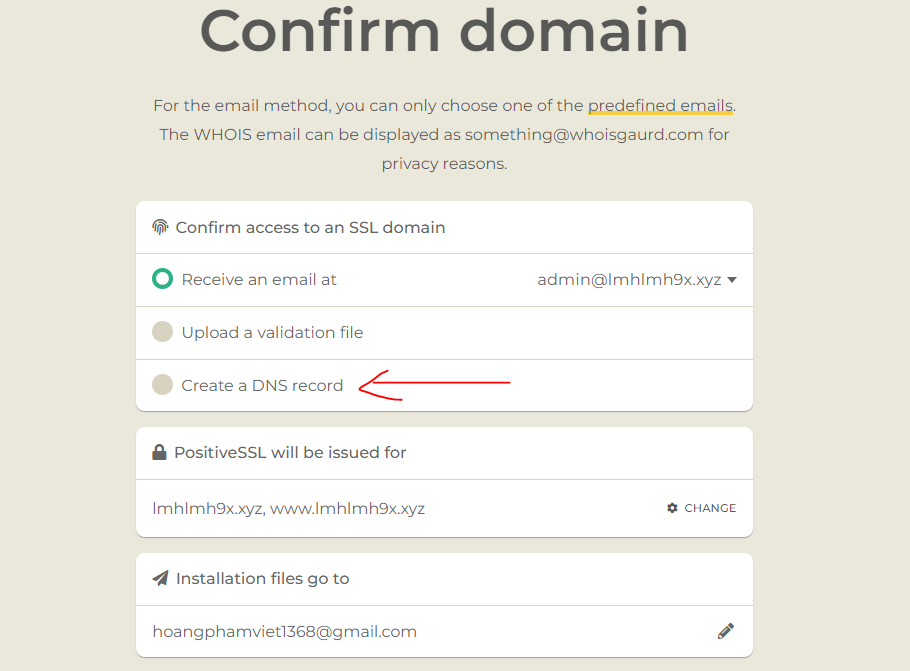 Confirm domain
For the email method, you can only choose one of the predefined emails.
The WHOIS email can be displayed as something@whoisgaurd.com for
privacy reasons.
Confirm access to an SSL domain
Receive an email at admin@lmhlmh9x.xyz
Upload a validation file
Create a DNS record
PositiveSSL will be issued for
lmhlmh9x.xyz, www.lmhlmh9x.xyz CHANGE
Installation files go to
hoangphamviet1368@gmail.com